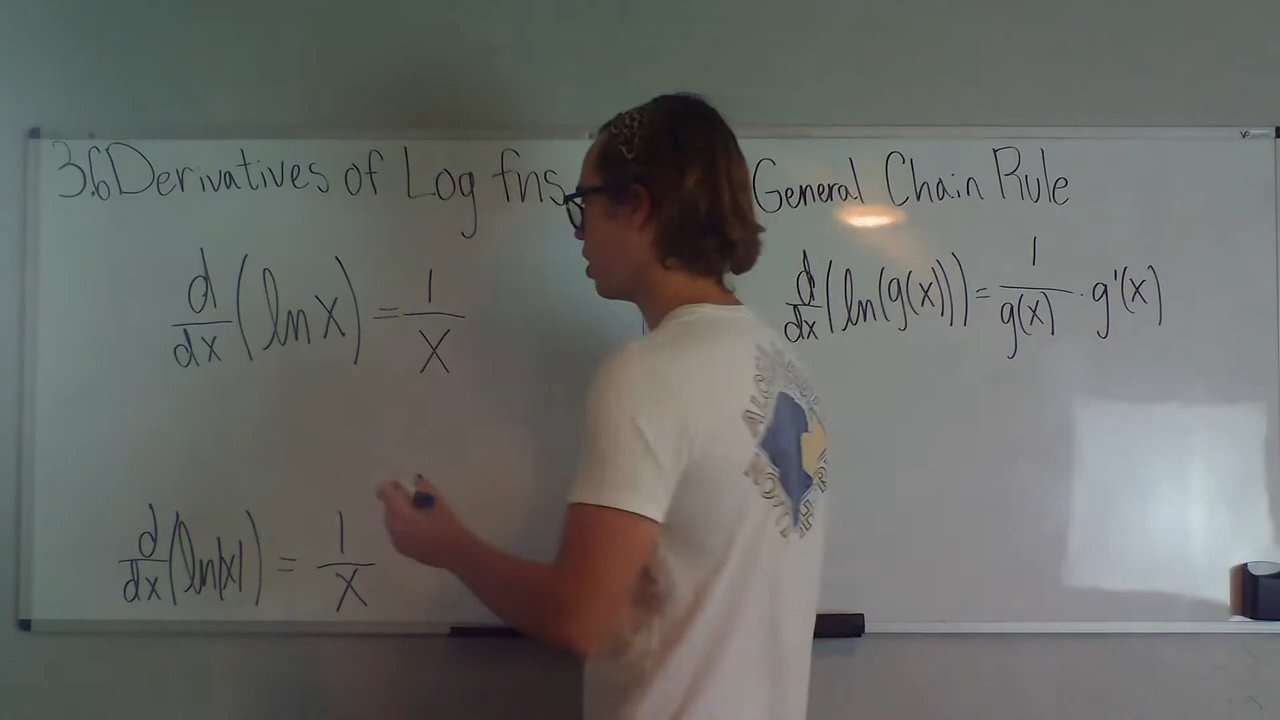 3.6 Derivatives of Log fns
d/dx (ln x) = 1/x
d/dx (ln|x|) = 1/x
General Chain Rule
d/dx (ln(g(x))) = 1/g(x) · g'(x)